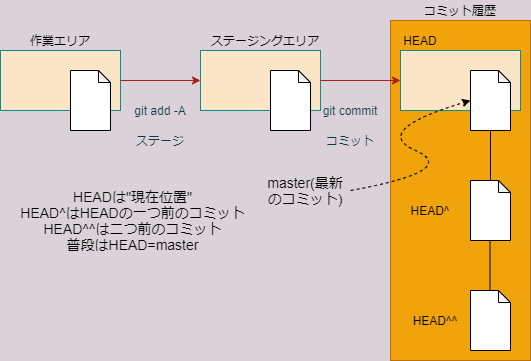 コミット履歴
作業エリア
ステージングエリア
HEAD
git add -A
git commit
ステージ
コミット
master(最新
のコミット)
HEADは"現在位置"
HEAD^はHEADの一つ前のコミット
HEAD^^は二つ前のコミット
普段はHEAD=master
HEAD^
HEAD^^